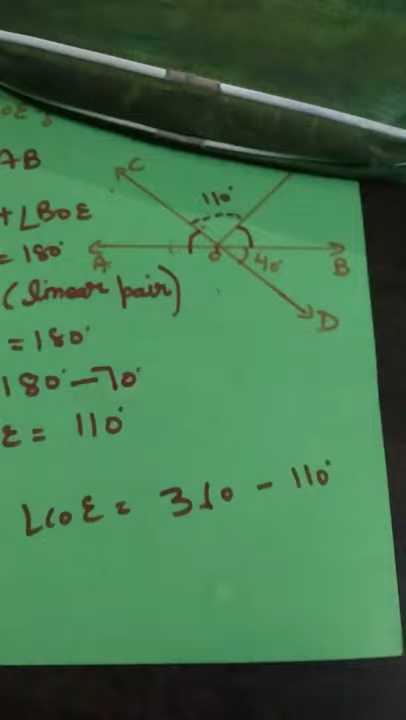 AB
+ ∠BOE
= 180°
(linear pair)
= 180°
180° - 70°
E = 110°
∠COE = 310 - 110°
C
110°
A
O
40°
B
D